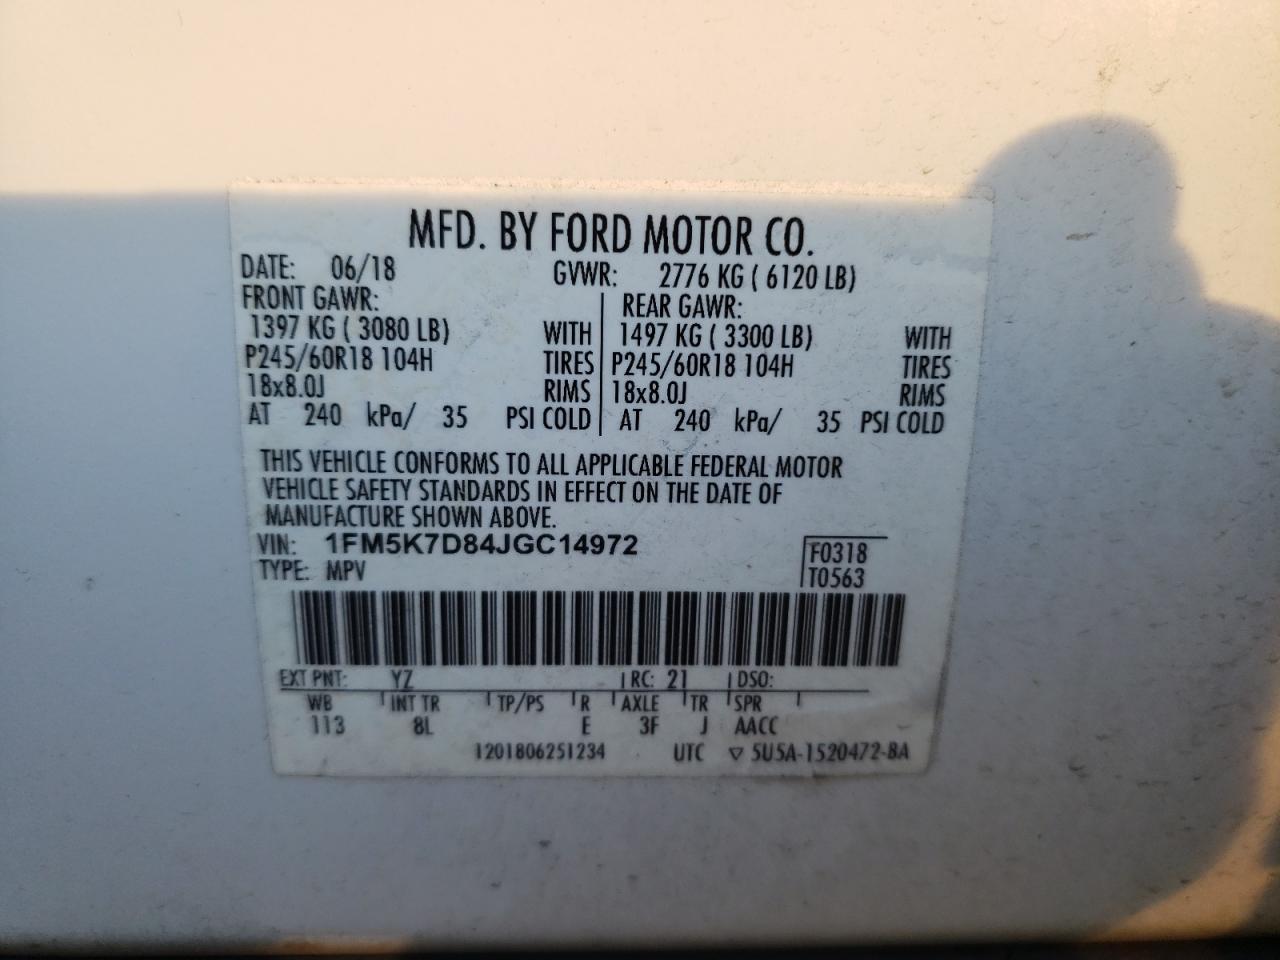 MFD. BY FORD MOTOR CO.
DATE: 06/18 GVWR: 2776 KG ( 6120 LB)
FRONT GAWR: REAR GAWR:
1397 KG ( 3080 LB) WITH 1497 KG ( 3300 LB) WITH
P245/60R18 104H TIRES P245/60R18 104H TIRES
18x8.0J RIMS 18x8.0J RIMS
AT 240 kPa/ 35 PSI COLD AT 240 kPa/ 35 PSI COLD
THIS VEHICLE CONFORMS TO ALL APPLICABLE FEDERAL MOTOR
VEHICLE SAFETY STANDARDS IN EFFECT ON THE DATE OF
MANUFACTURE SHOWN ABOVE.
VIN: 1FM5K7D84JGC14972 F0318
TYPE: MPV T0563
EXT PNT: YZ RC: 21 DSO:
WB INT TR TP/PS R AXLE TR SPR
113 8L E 3F J AACC
1201806251234 UTC ▽ 5U5A-1520472-BA